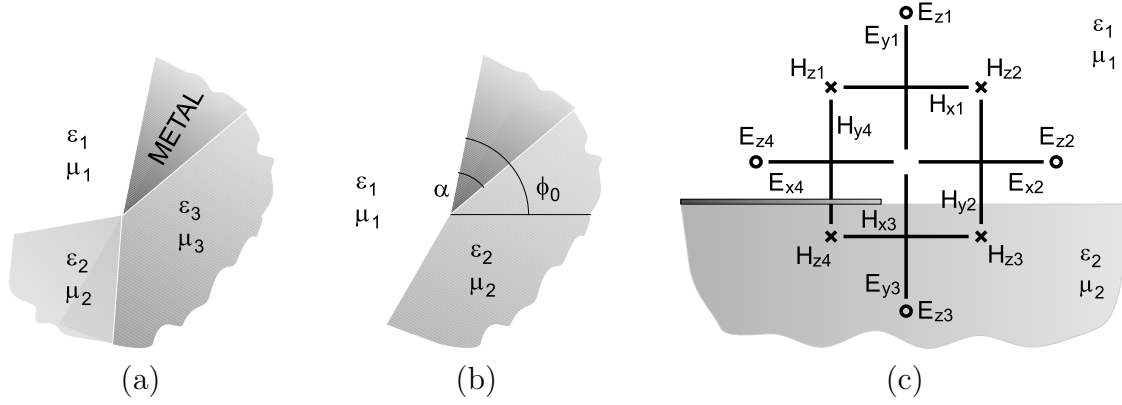 ε1
μ1
METAL
ε3
μ3
ε2
μ2
(a)
ε1
μ1
α
ϕ0
ε2
μ2
(b)
Ez1
Ey1
ε1
μ1
Hz1
Hz2
Hx1
Hy4
Ez4
Ez2
Ex4
Ex2
Hy2
Hx3
Hz4
Hz3
Ey3
Ez3
ε2
μ2
(c)